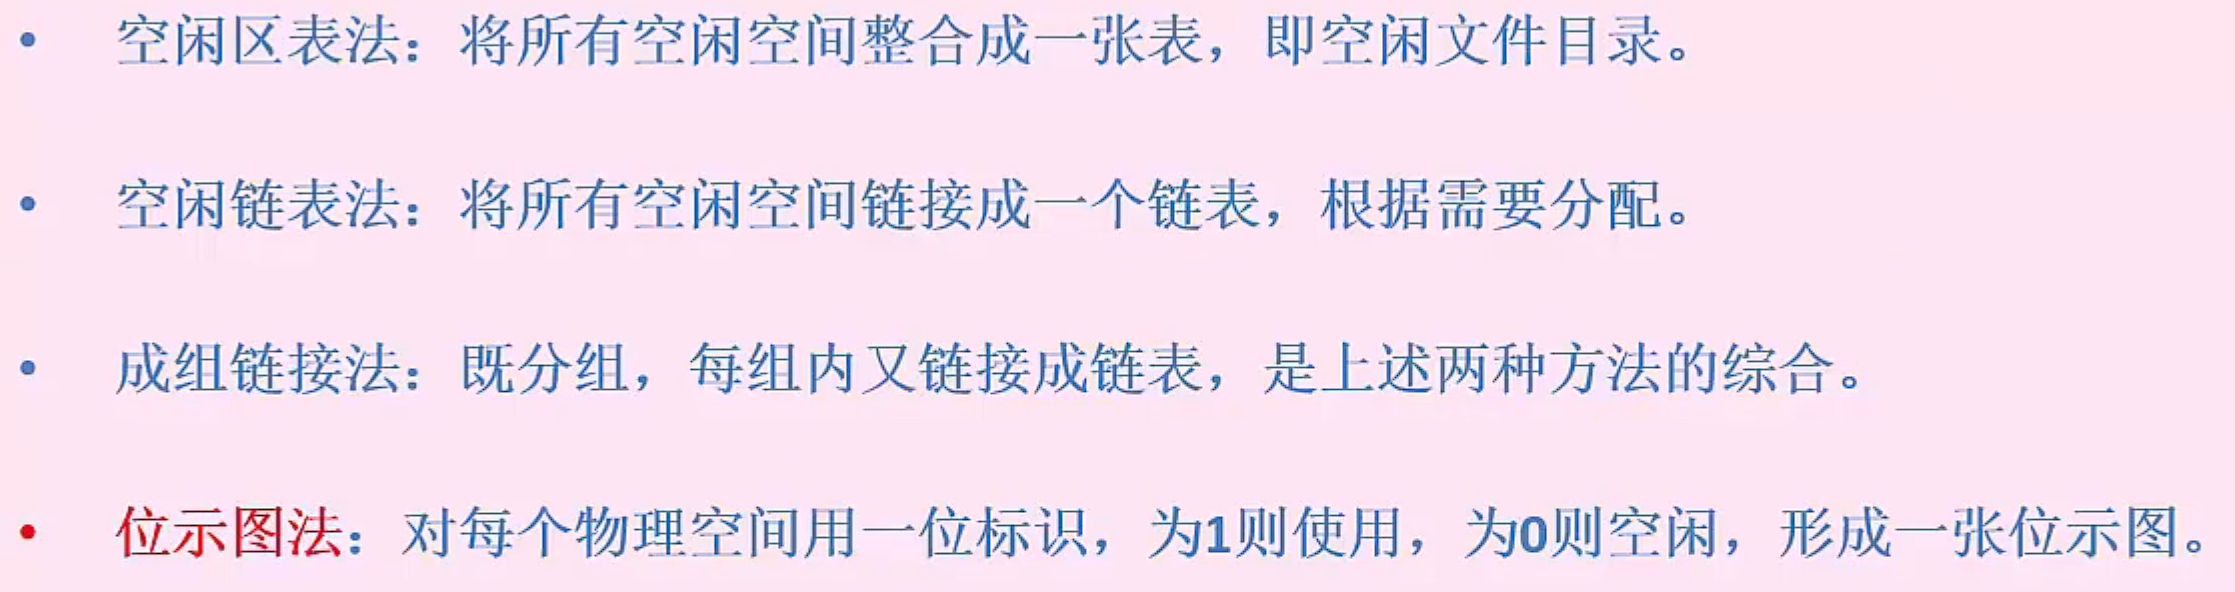 • 空闲区表法：将所有空闲空间整合成一张表，即空闲文件目录。
• 空闲链表法：将所有空闲空间链接成一个链表，根据需要分配。
• 成组链接法：既分组，每组内又链接成链表，是上述两种方法的综合。
• 位示图法：对每个物理空间用一位标识，为1则使用，为0则空闲，形成一张位示图。